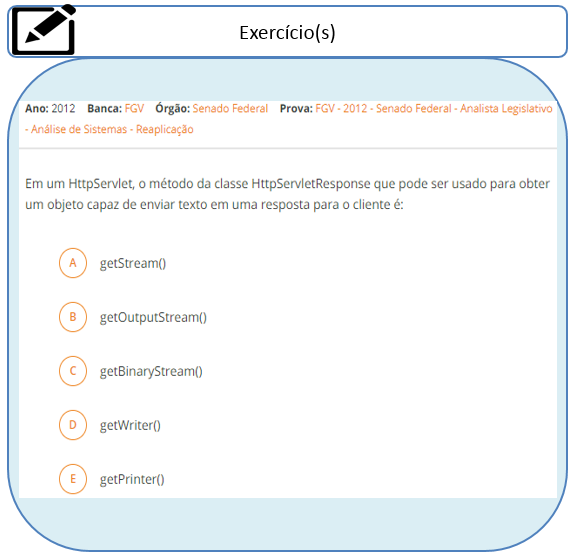 Exercício(s)
Ano: 2012 Banca: FGV Órgão: Senado Federal Prova: FGV - 2012 - Senado Federal - Analista Legislativo
- Análise de Sistemas - Reaplicação
Em um HttpServlet, o método da classe HttpServletResponse que pode ser usado para obter
um objeto capaz de enviar texto em uma resposta para o cliente é:
A getStream()
B getOutputStream()
C getBinaryStream()
D getWriter()
E getPrinter()